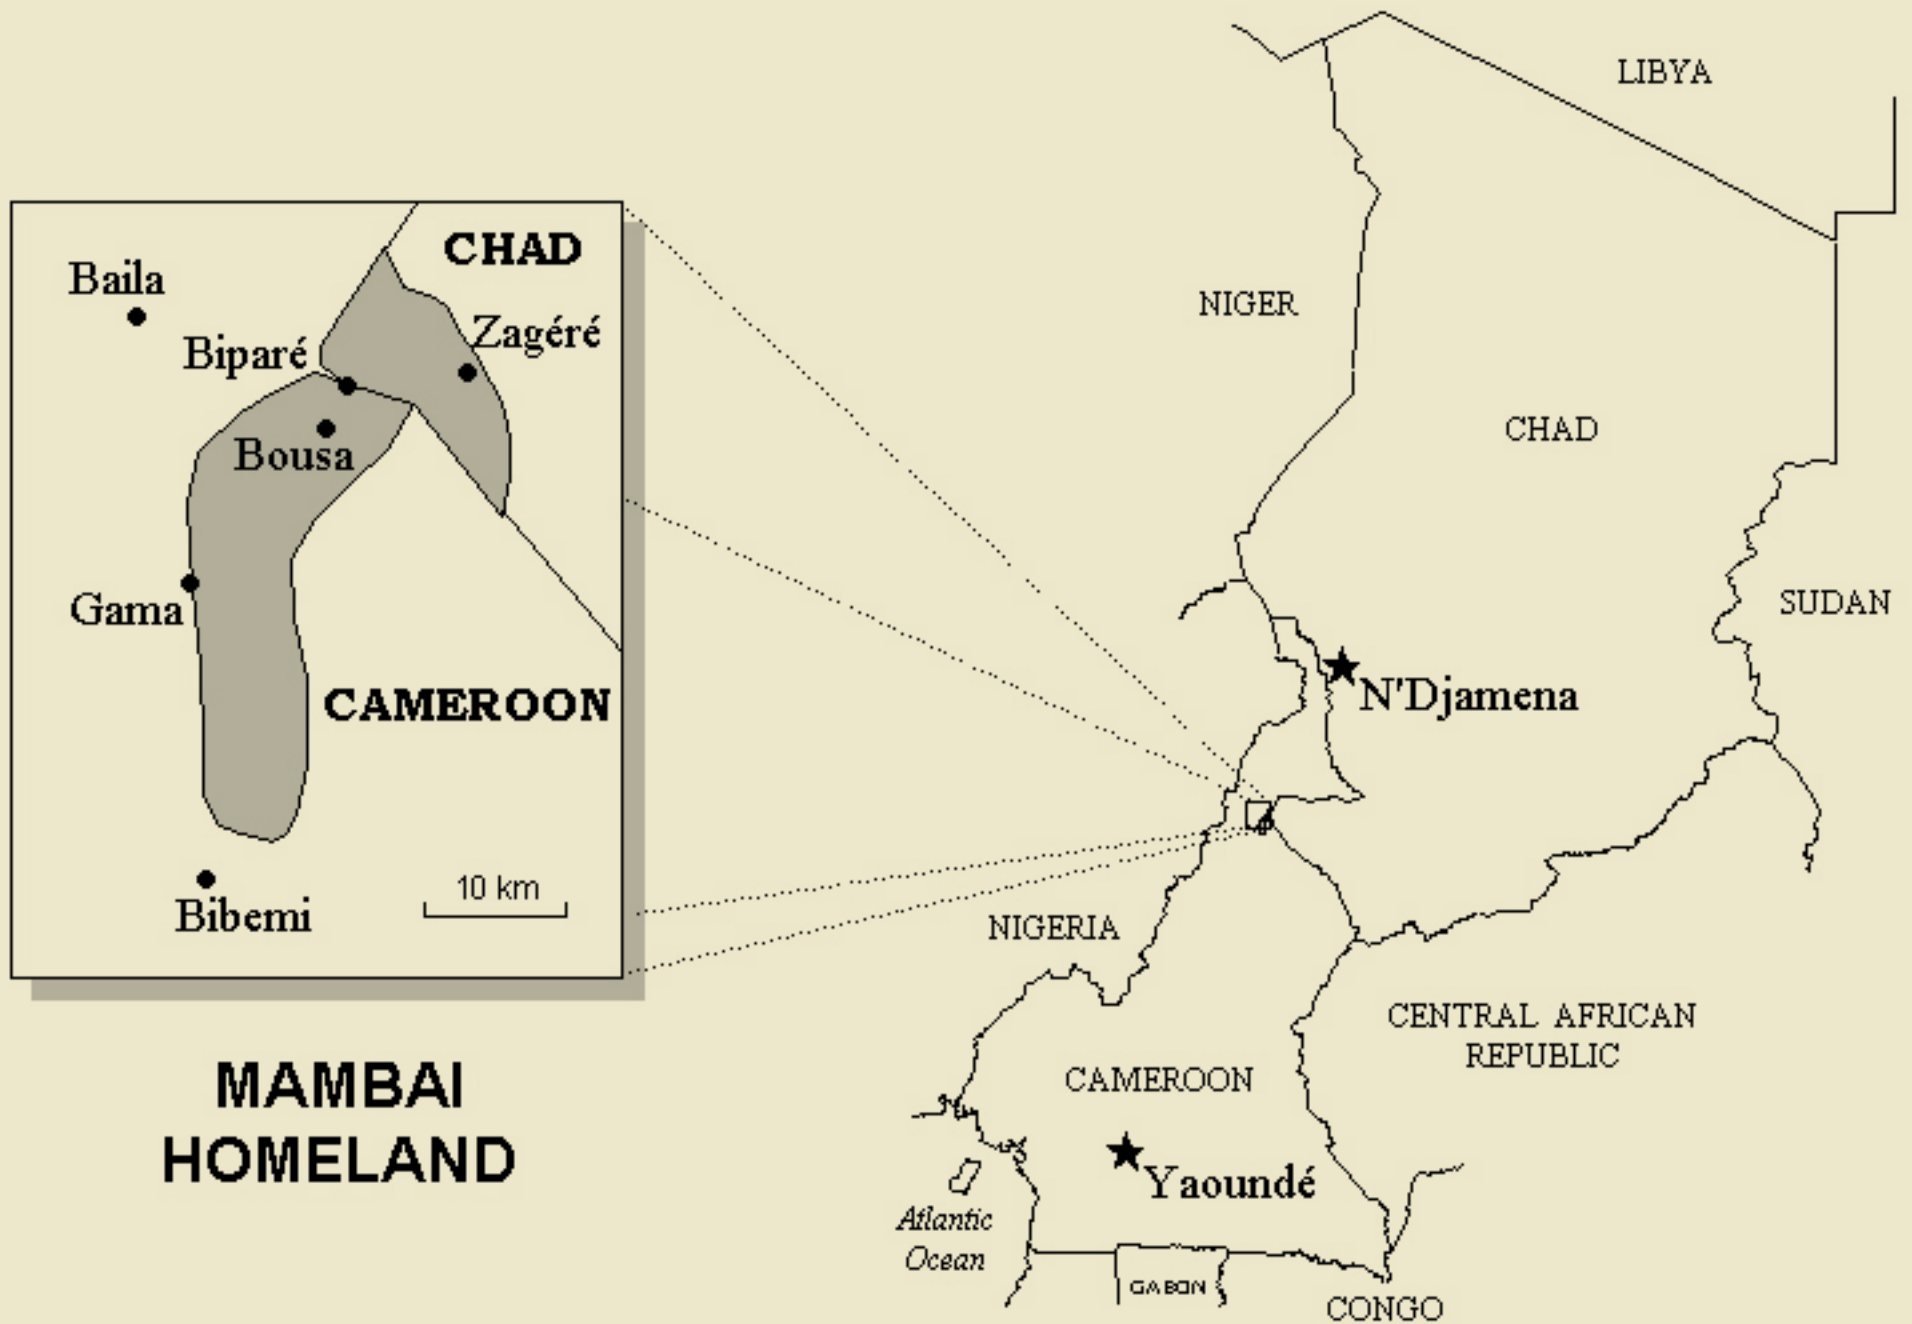 CHAD
Baila
Zagéré
Biparé
Bousa
Gama
CAMEROON
10 km
Bibemi
MAMBAI
HOMELAND
LIBYA
NIGER
CHAD
SUDAN
N'Djamena
NIGERIA
CENTRAL AFRICAN
REPUBLIC
CAMEROON
Yaoundé
Atlantic
Ocean
GABON
CONGO